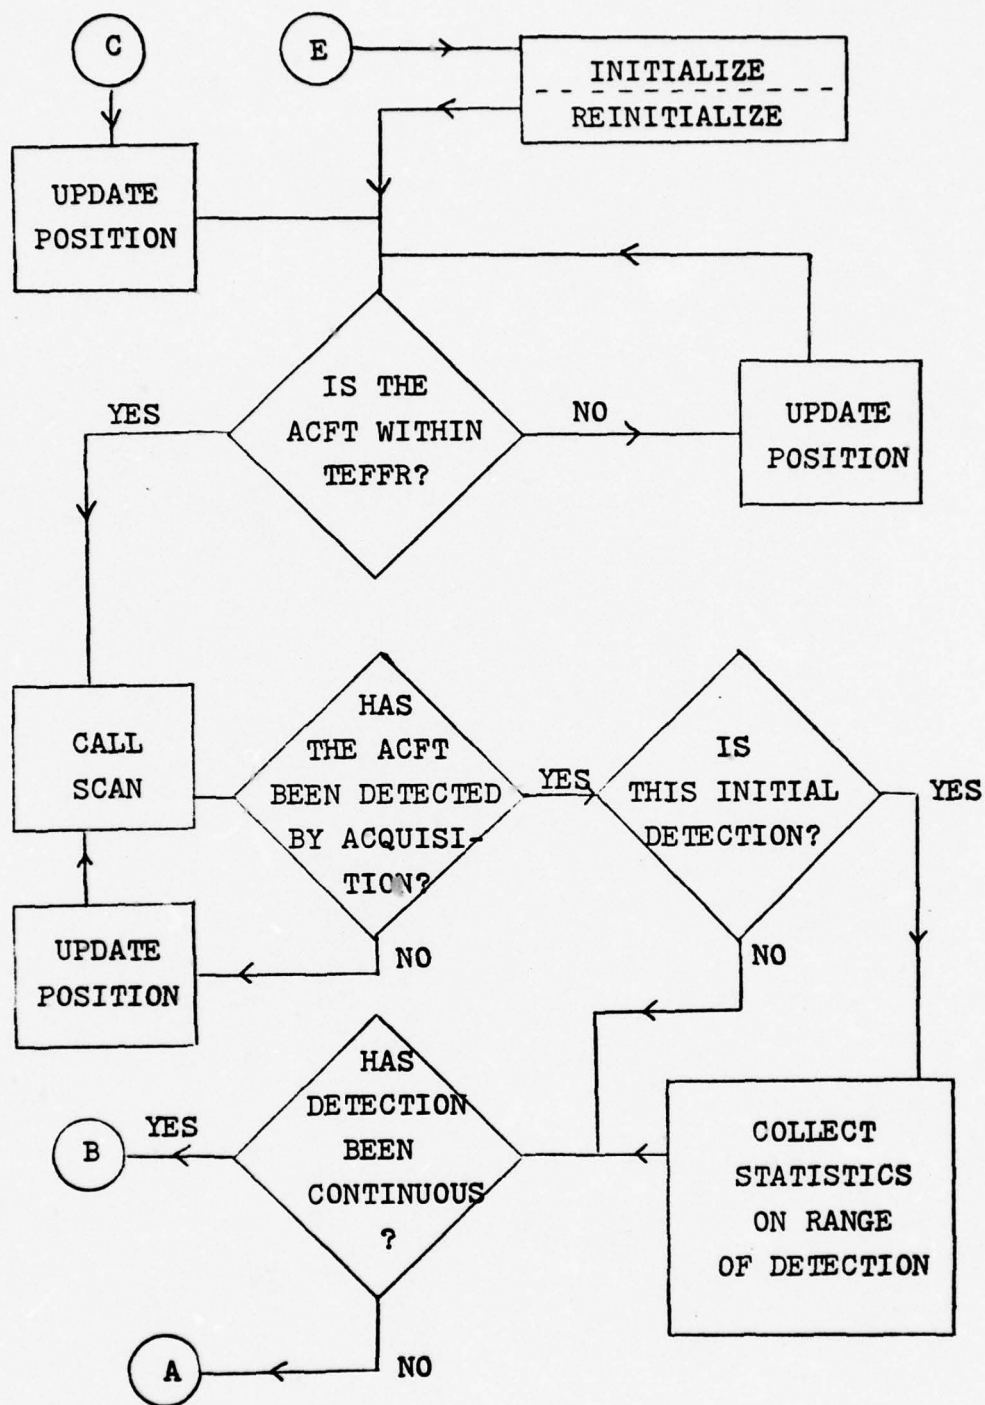 C
E
INITIALIZE
REINITIALIZE
UPDATE
POSITION
IS THE
ACFT WITHIN
TEFFR?
YES
NO
UPDATE
POSITION
CALL
SCAN
HAS
THE ACFT
BEEN DETECTED
BY ACQUISI-
TION?
YES
IS
THIS INITIAL
DETECTION?
YES
UPDATE
POSITION
NO
NO
HAS
DETECTION
BEEN
CONTINUOUS
?
YES
B
COLLECT
STATISTICS
ON RANGE
OF DETECTION
A
NO